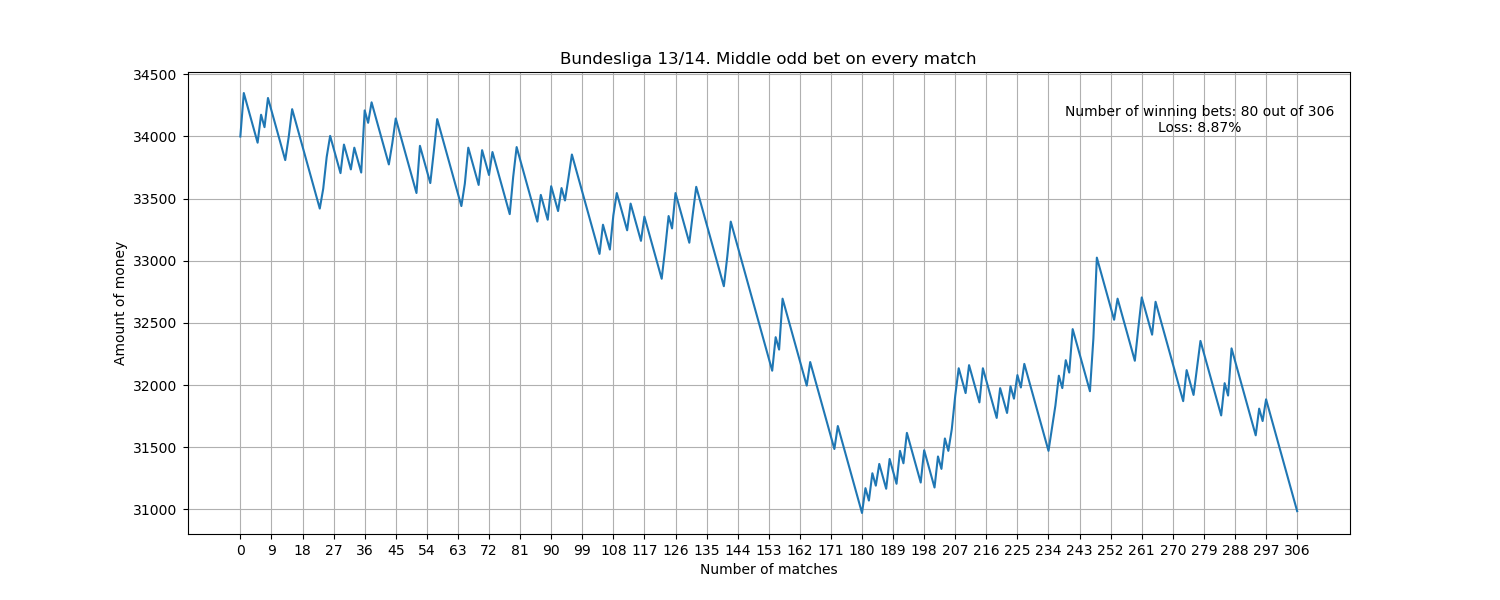 Bundesliga 13/14. Middle odd bet on every match
34500
34000
33500
33000
32500
32000
31500
31000
Amount of money
Number of winning bets: 80 out of 306
Loss: 8.87%
0 9 18 27 36 45 54 63 72 81 90 99 108 117 126 135 144 153 162 171 180 189 198 207 216 225 234 243 252 261 270 279 288 297 306
Number of matches